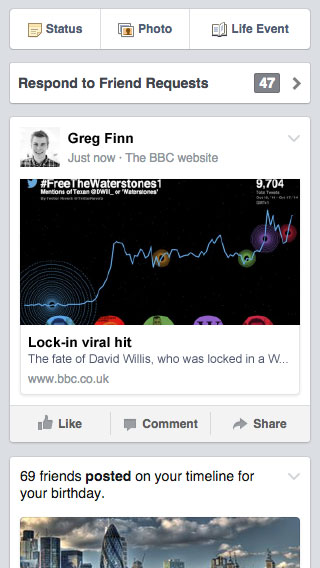 Status
Photo
Life Event
Respond to Friend Requests 47
Greg Finn
Just now · The BBC website
#FreeTheWaterstones1
9,704
Mentions of Texan @DWill_ or 'Waterstones'
Total Tweets
Lock-in viral hit
The fate of David Willis, who was locked in a W...
www.bbc.co.uk
Like
Comment
Share
69 friends posted on your timeline for
your birthday.